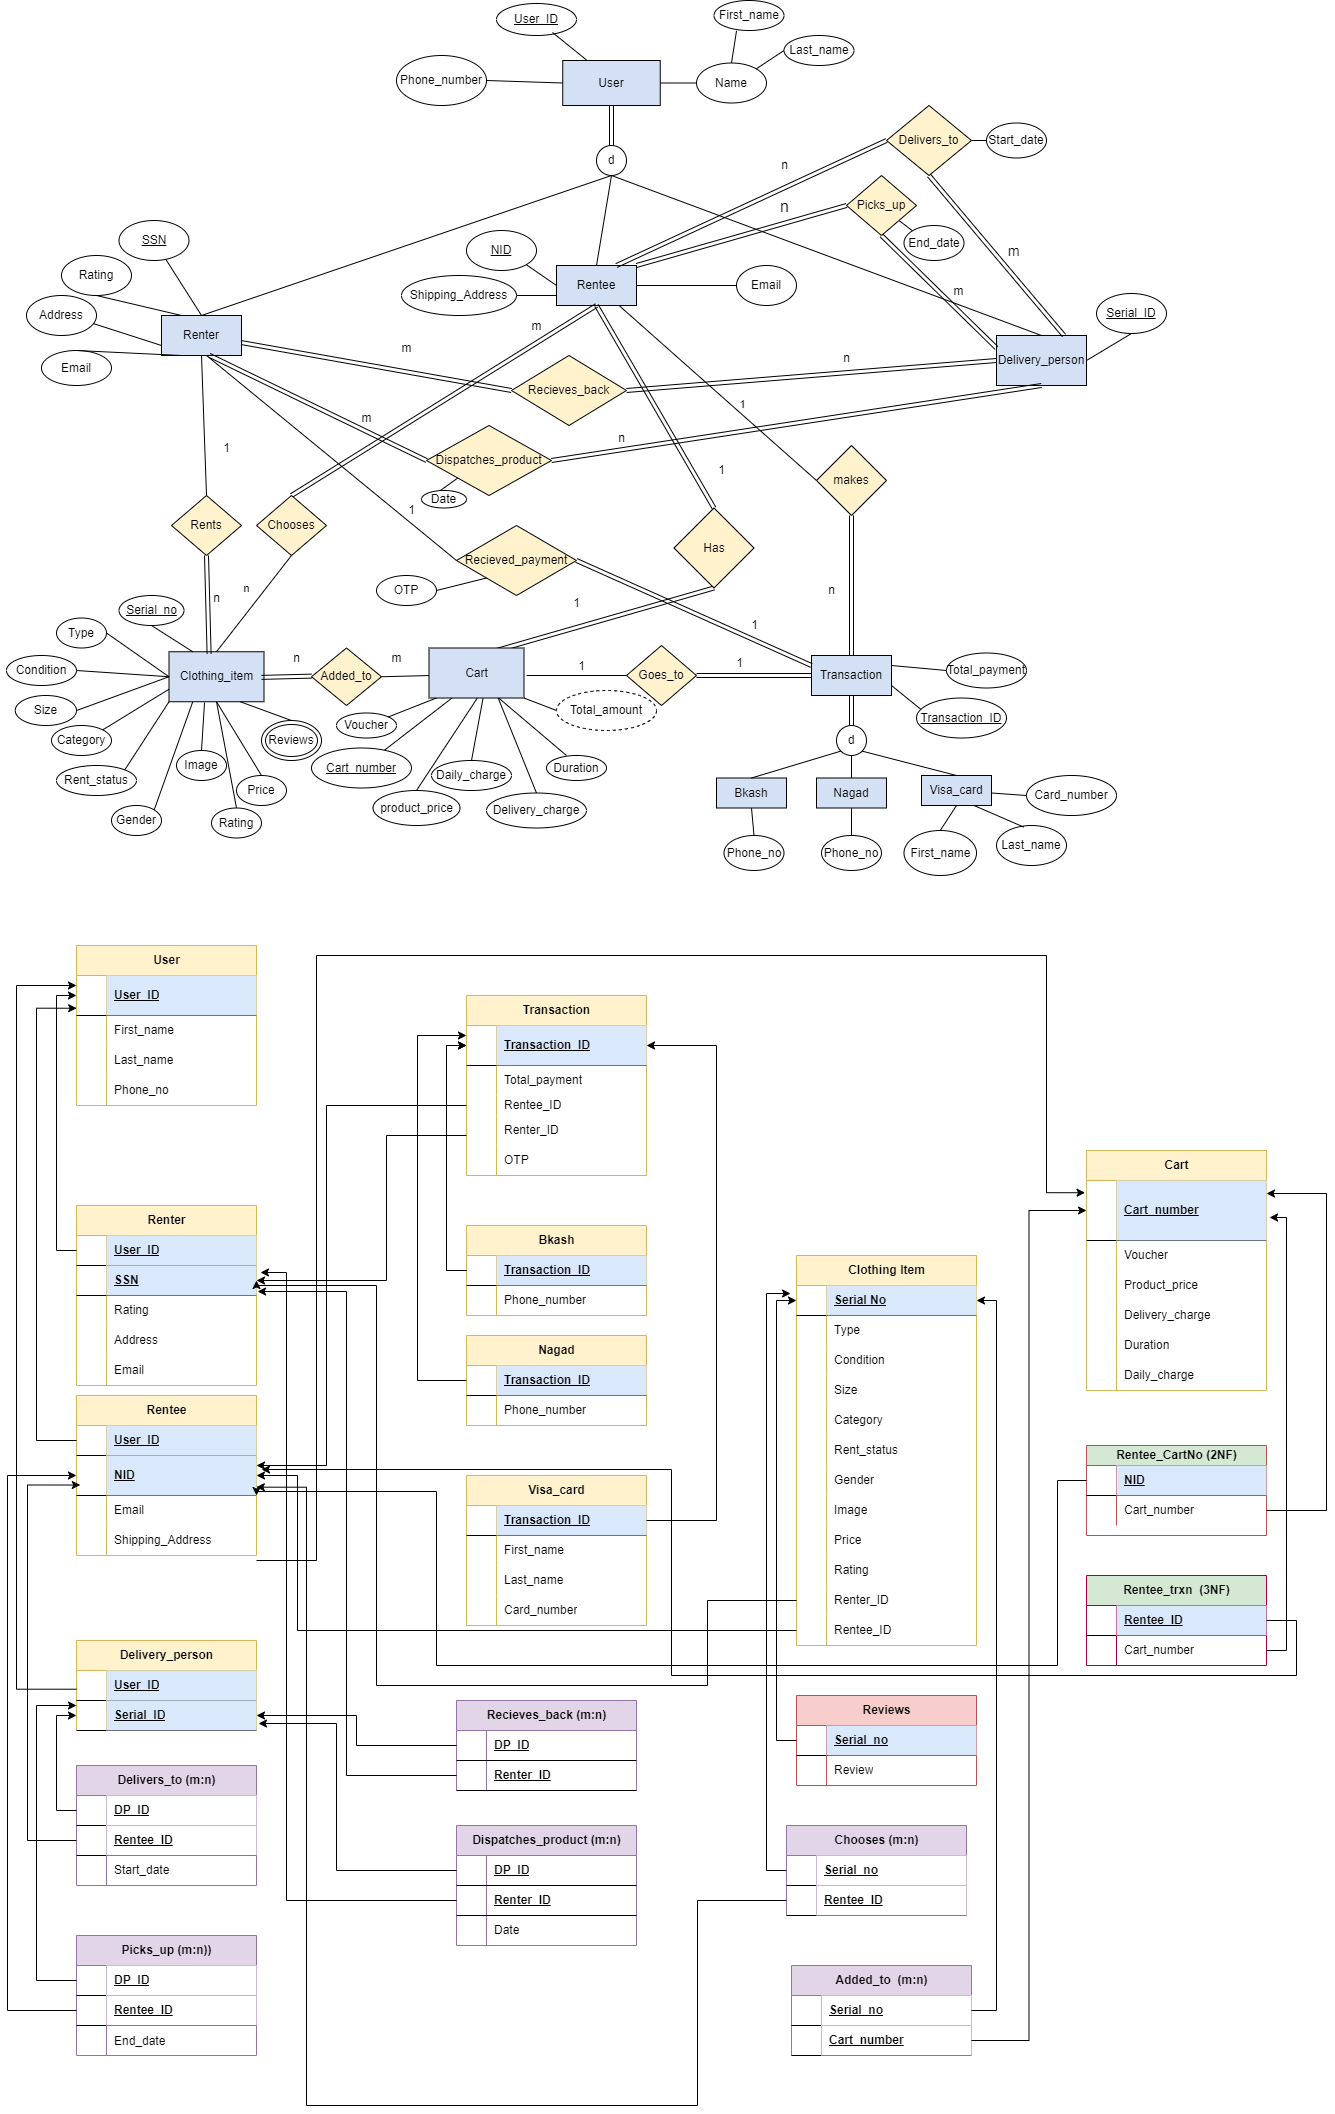 First_name
User_ID
Last_name
Phone_number
User
Name
Delivers_to
Start_date
d
n
Picks_up
n
SSN
NID
End_date
m
Rating
Rentee
Email
Shipping_Address
m
Address
Serial_ID
m
Renter
m
n
Delivery_person
Email
Recieves_back
1
m
n
1
Dispatches_product
1
makes
Date
1
Rents
Chooses
Has
Recieved_payment
OTP
n
n
1
n
Serial_no
1
Type
n
m
1
1
Condition
Clothing_item
Added_to
Cart
Goes_to
Transaction
Total_payment
Size
Total_amount
Voucher
Transaction_ID
Category
Reviews
d
Image
Cart_number
Daily_charge
Duration
Rent_status
Price
Bkash
Nagad
Visa_card
Card_number
product_price
Delivery_charge
Gender
Rating
Phone_no
Phone_no
First_name
Last_name
User
User_ID
First_name
Last_name
Phone_no
Transaction
Transaction_ID
Total_payment
Rentee_ID
Renter_ID
OTP
Cart
Cart_number
Voucher
Product_price
Delivery_charge
Duration
Daily_charge
Renter
User_ID
SSN
Rating
Address
Email
Bkash
Transaction_ID
Phone_number
Clothing Item
Serial No
Type
Condition
Size
Category
Rent_status
Gender
Image
Price
Rating
Renter_ID
Rentee_ID
Nagad
Transaction_ID
Phone_number
Rentee
User_ID
NID
Email
Shipping_Address
Rentee_CartNo (2NF)
NID
Cart_number
Visa_card
Transaction_ID
First_name
Last_name
Card_number
Rentee_trxn (3NF)
Rentee_ID
Cart_number
Delivery_person
User_ID
Serial_ID
Recieves_back (m:n)
DP_ID
Renter_ID
Reviews
Serial_no
Review
Delivers_to (m:n)
DP_ID
Rentee_ID
Start_date
Dispatches_product (m:n)
DP_ID
Renter_ID
Date
Chooses (m:n)
Serial_no
Rentee_ID
Picks_up (m:n))
DP_ID
Rentee_ID
End_date
Added_to (m:n)
Serial_no
Cart_number